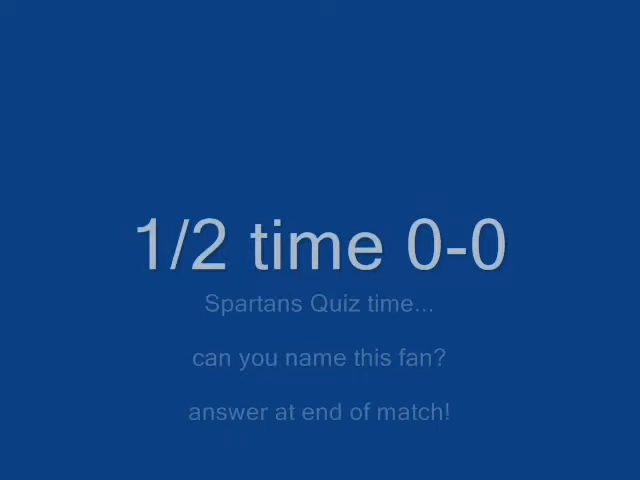 1/2 time 0-0
Spartans Quiz time...
can you name this fan?
answer at end of match!